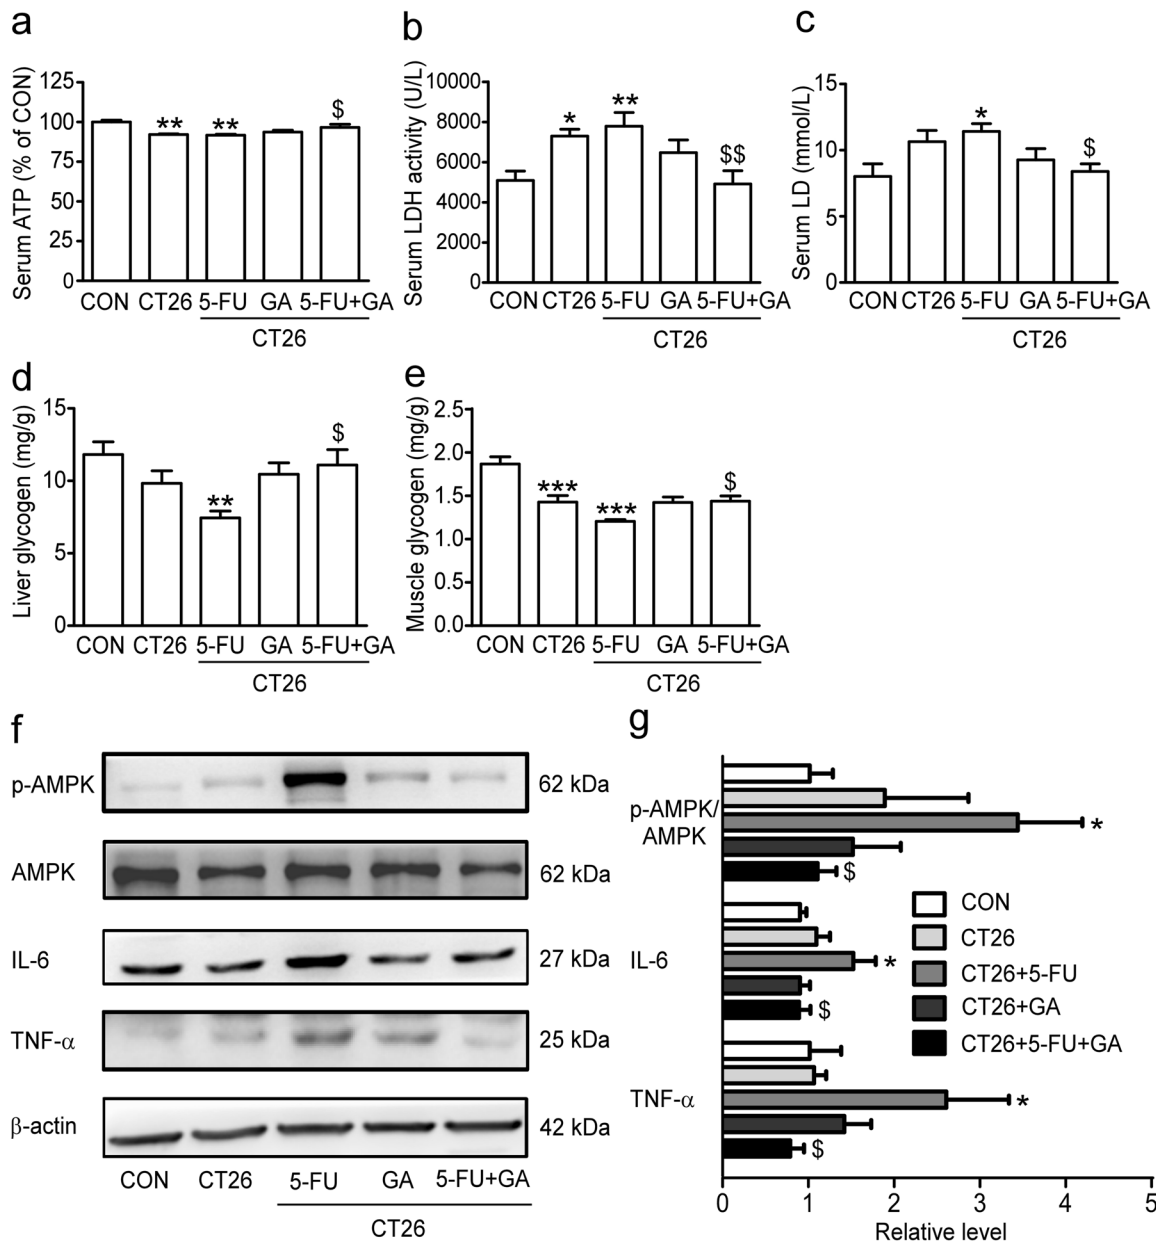 a
Serum ATP (% of CON)
125
100
75
50
25
0
** ** $
CON CT26 5-FU GA 5-FU+GA
CT26
b
Serum LDH activity (U/L)
10000
8000
6000
4000
2000
0
* ** $$
CON CT26 5-FU GA 5-FU+GA
CT26
c
Serum LD (mmol/L)
15
10
5
0
* $
CON CT26 5-FU GA 5-FU+GA
CT26
d
Liver glycogen (mg/g)
15
10
5
0
** $
CON CT26 5-FU GA 5-FU+GA
CT26
e
Muscle glycogen (mg/g)
2.5
2.0
1.5
1.0
0.5
0.0
*** *** $
CON CT26 5-FU GA 5-FU+GA
CT26
f
p-AMPK 62 kDa
AMPK 62 kDa
IL-6 27 kDa
TNF-α 25 kDa
β-actin 42 kDa
CON CT26 5-FU GA 5-FU+GA
CT26
g
p-AMPK/
AMPK
*
$
IL-6
*
$
TNF-α
*
$
CON
CT26
CT26+5-FU
CT26+GA
CT26+5-FU+GA
0 1 2 3 4 5
Relative level